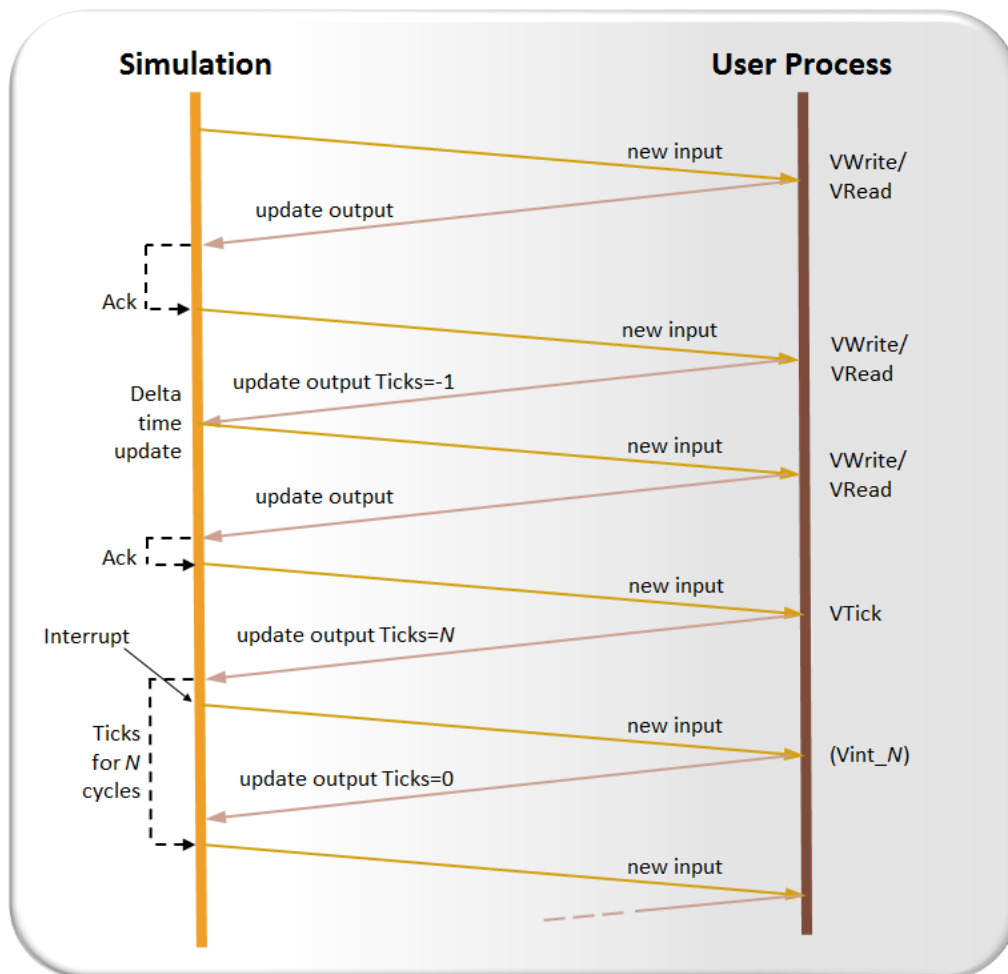 Simulation
User Process
new input
VWrite/
VRead
update output
Ack
new input
VWrite/
VRead
update output Ticks=-1
Delta
time
update
new input
VWrite/
VRead
update output
Ack
new input
VTick
update output Ticks=N
Interrupt
new input
(Vint_N)
Ticks
for N
cycles
update output Ticks=0
new input